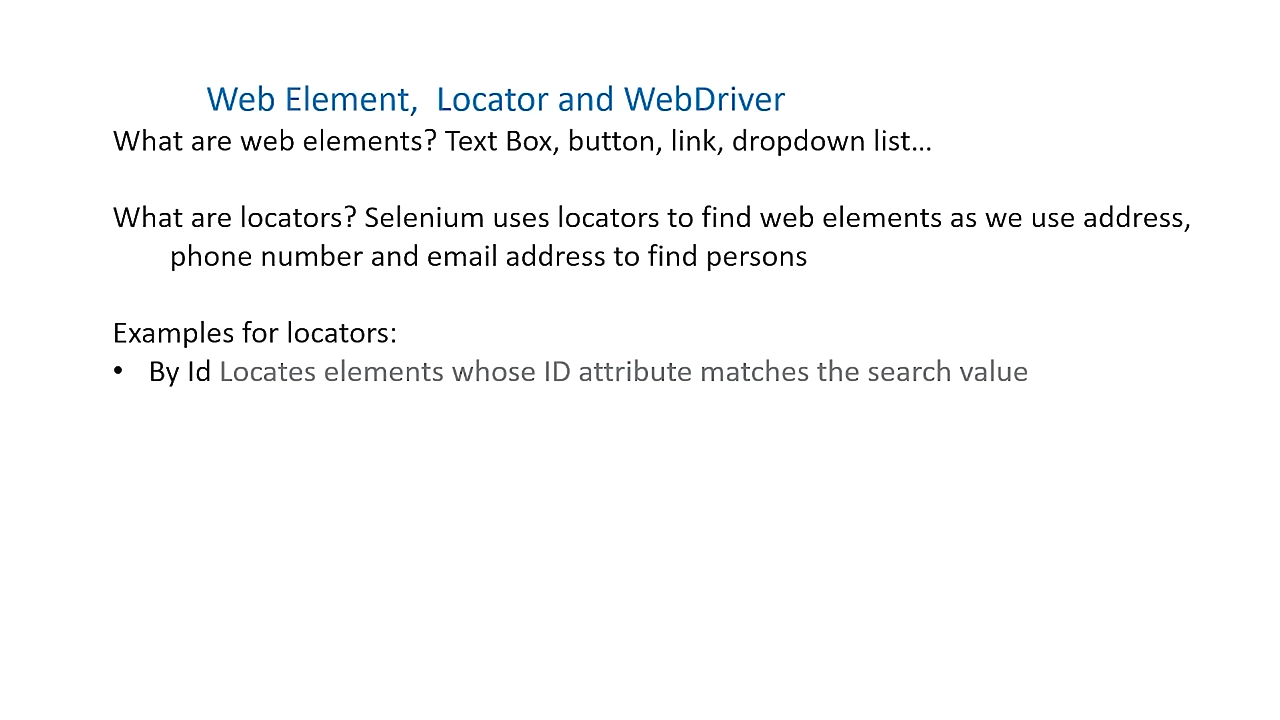 Web Element,  Locator and WebDriver
What are web elements? Text Box, button, link, dropdown list…
What are locators? Selenium uses locators to find web elements as we use address,
phone number and email address to find persons
Examples for locators:
• By Id Locates elements whose ID attribute matches the search value